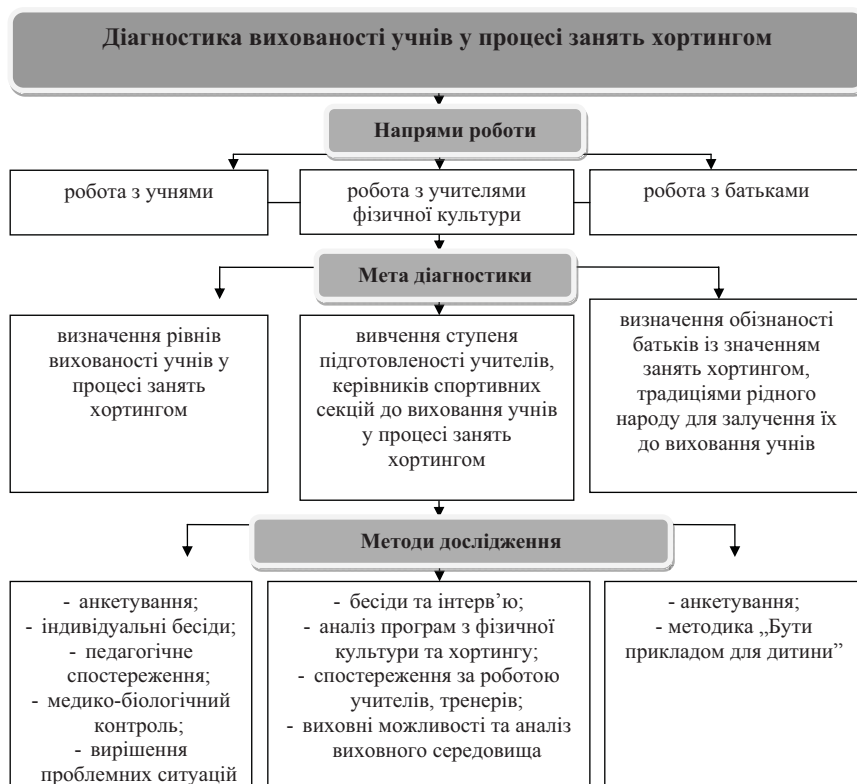 Діагностика вихованості учнів у процесі занять хортингом
Напрями роботи
робота з учнями
робота з учителями
фізичної культури
робота з батьками
Мета діагностики
визначення рівнів
вихованості учнів у
процесі занять
хортингом
вивчення ступеня
підготовленості учителів,
керівників спортивних
секцій до виховання учнів
у процесі занять
хортингом
визначення обізнаності
батьків із значенням
занять хортингом,
традиціями рідного
народу для залучення їх
до виховання учнів
Методи дослідження
- анкетування;
- індивідуальні бесіди;
- педагогічне
спостереження;
- медико-біологічний
контроль;
- вирішення
проблемних ситуацій
- бесіди та інтерв’ю;
- аналіз програм з фізичної
культури та хортингу;
- спостереження за роботою
учителів, тренерів;
- виховні можливості та аналіз
виховного середовища
- анкетування;
- методика „Бути
прикладом для дитини”